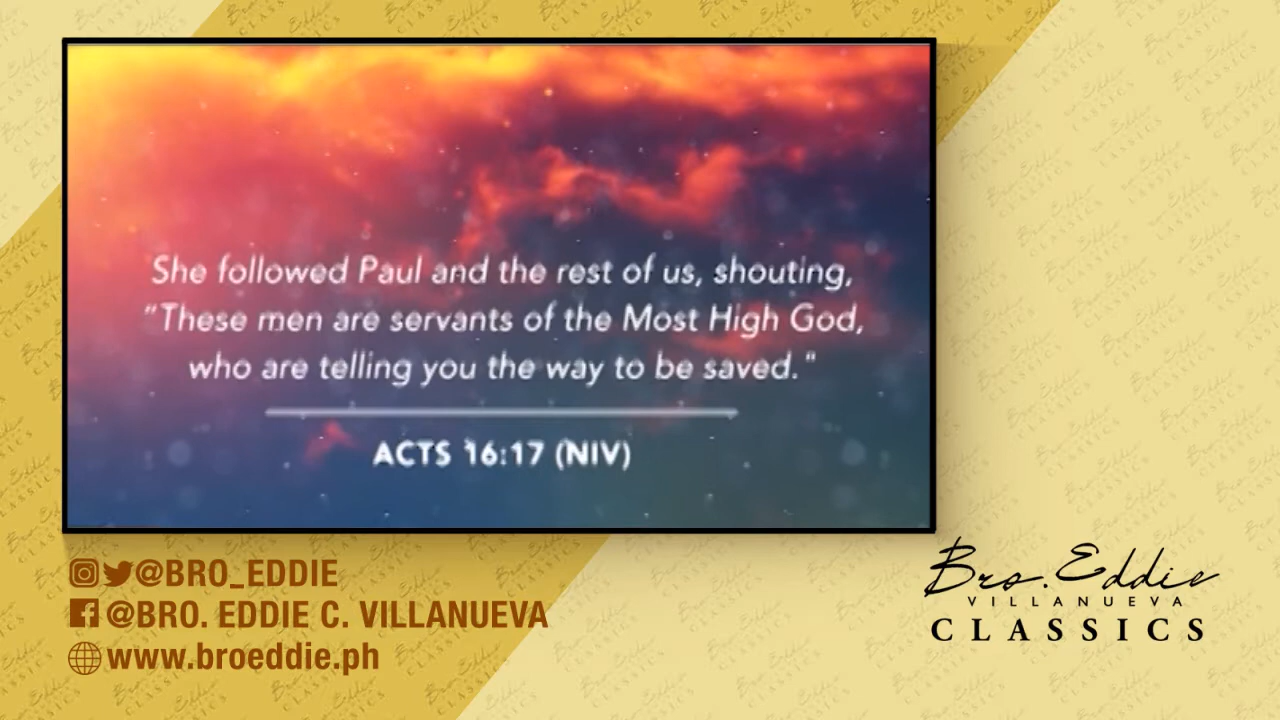 She followed Paul and the rest of us, shouting,
"These men are servants of the Most High God,
who are telling you the way to be saved."
ACTS 16:17 (NIV)
@BRO_EDDIE
@BRO. EDDIE C. VILLANUEVA
www.broeddie.ph
Bro. Eddie
VILLANUEVA
CLASSICS